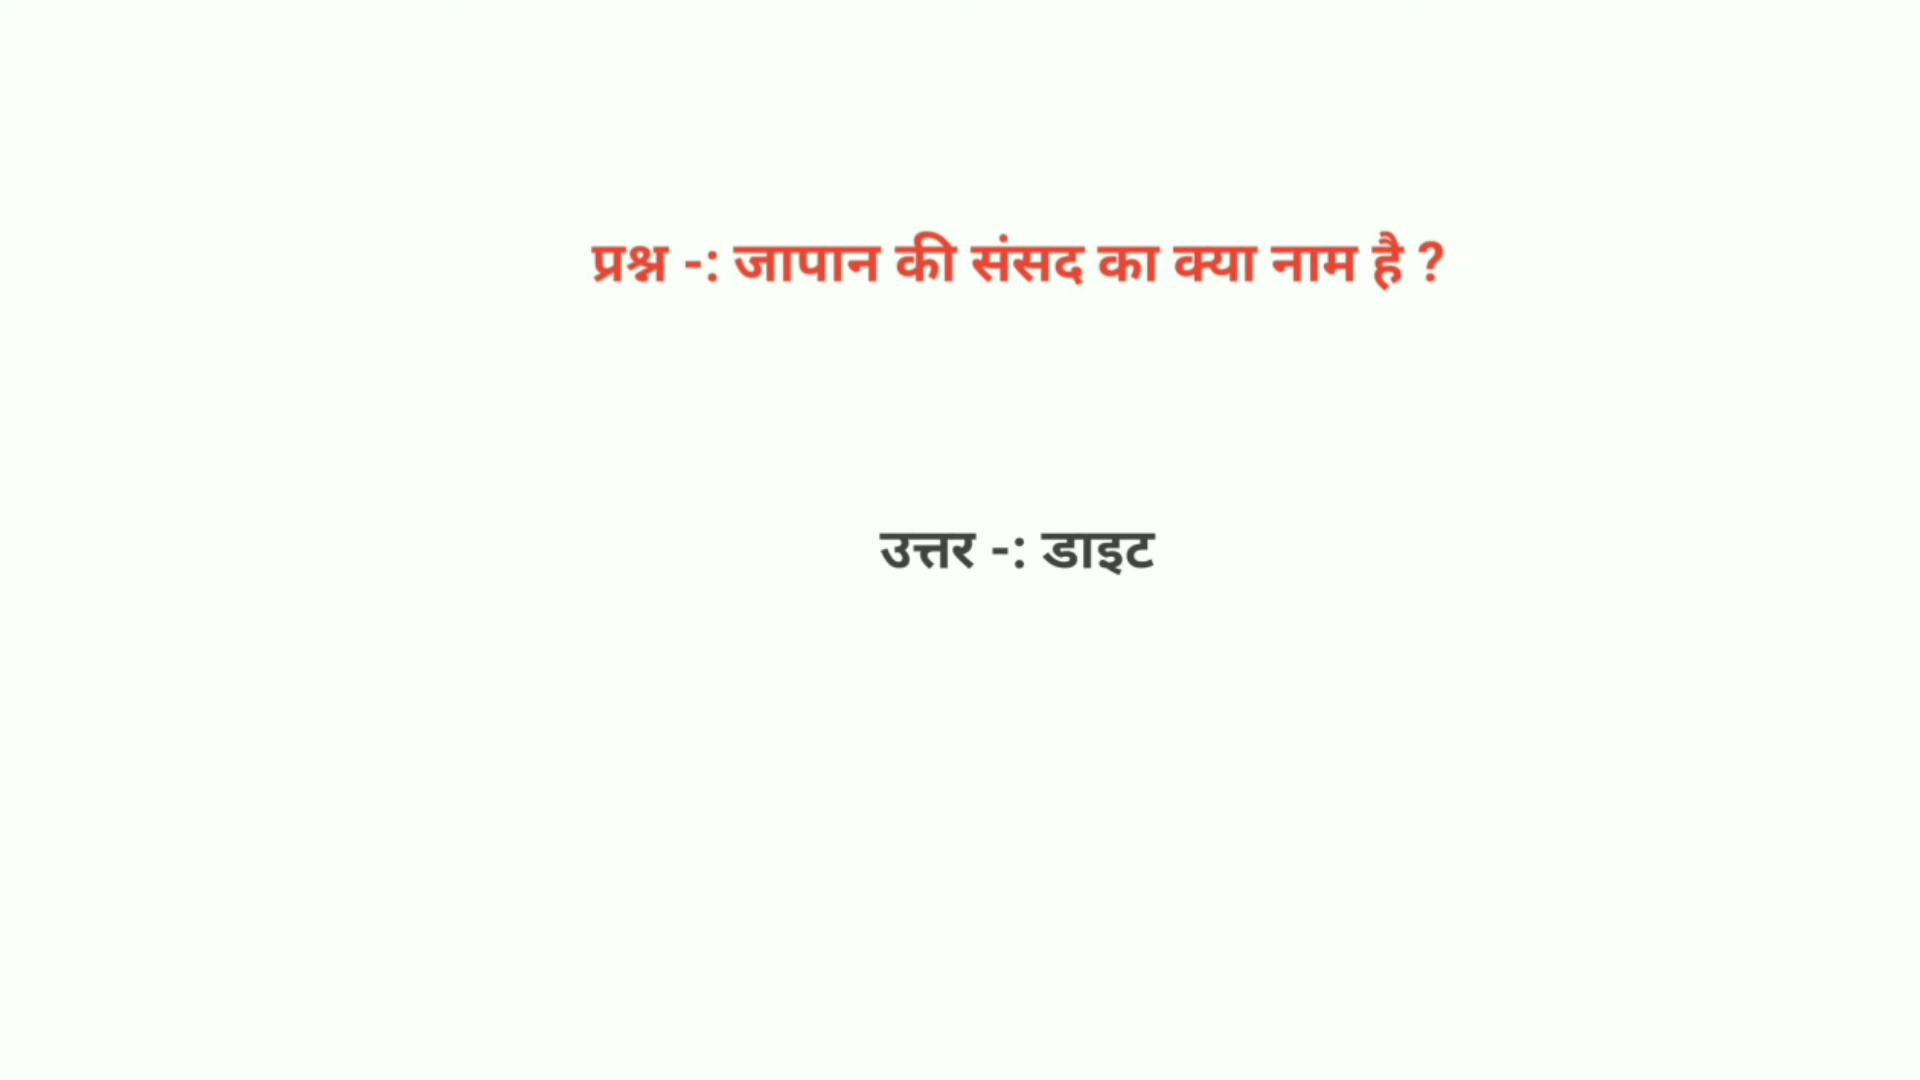 प्रश्न -: जापान की संसद का क्या नाम है ?
उत्तर -: डाइट